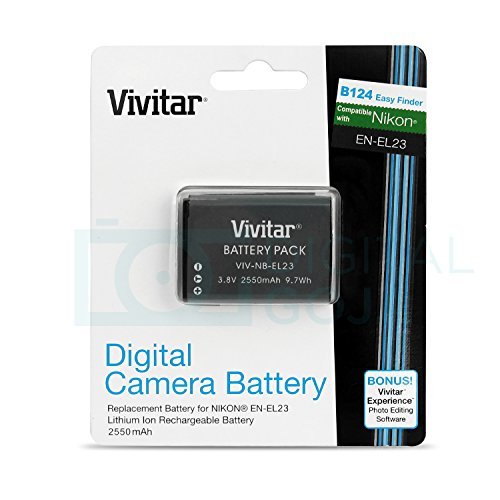 Vivitar®
B124 Easy Finder
Compatible with Nikon®
EN-EL23
Vivitar®
BATTERY PACK
VIV-NB-EL23
3.8V 2550mAh 9.7Wh
DIGITAL
Digital
Camera Battery
Replacement Battery for NIKON® EN-EL23
Lithium Ion Rechargeable Battery
2550mAh
BONUS!
Vivitar®
Experience™
Photo Editing
Software